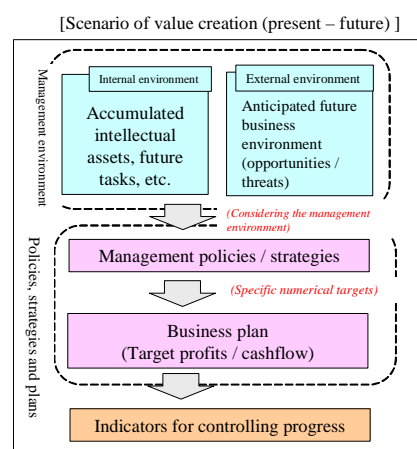 [Scenario of value creation (present – future) ]
Management environment
Internal environment
Accumulated
intellectual
assets, future
tasks, etc.
External environment
Anticipated future
business
environment
(opportunities /
threats)
(Considering the management
environment)
Policies, strategies and plans
Management policies / strategies
(Specific numerical targets)
Business plan
(Target profits / cashflow)
Indicators for controlling progress